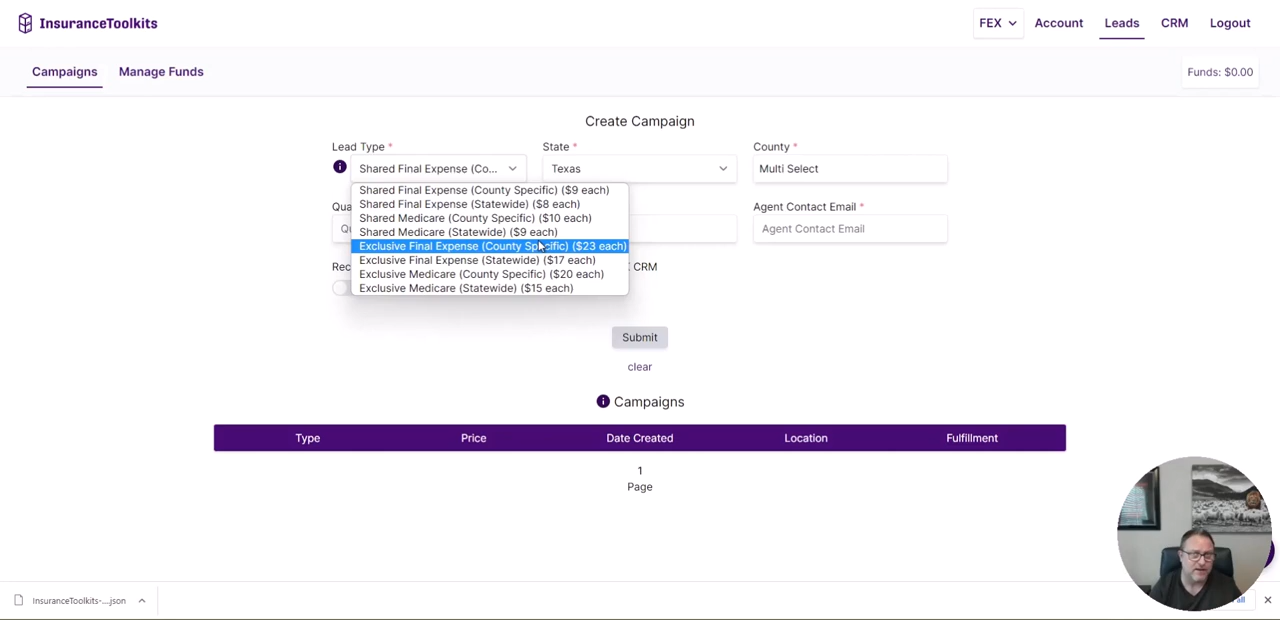 InsuranceToolkits
FEX
Account
Leads
CRM
Logout
Campaigns
Manage Funds
Funds: $0.00
Create Campaign
Lead Type *
State *
County *
Shared Final Expense (Co...
Texas
Multi Select
Shared Final Expense (County Specific) ($9 each)
Shared Final Expense (Statewide) ($8 each)
Shared Medicare (County Specific) ($10 each)
Shared Medicare (Statewide) ($9 each)
Exclusive Final Expense (County Specific) ($23 each)
Exclusive Final Expense (Statewide) ($17 each)
Exclusive Medicare (County Specific) ($20 each)
Exclusive Medicare (Statewide) ($15 each)
Agent Contact Email *
Agent Contact Email
CRM
Submit
clear
Campaigns
Type
Price
Date Created
Location
Fulfillment
1
Page
InsuranceToolkits-....json